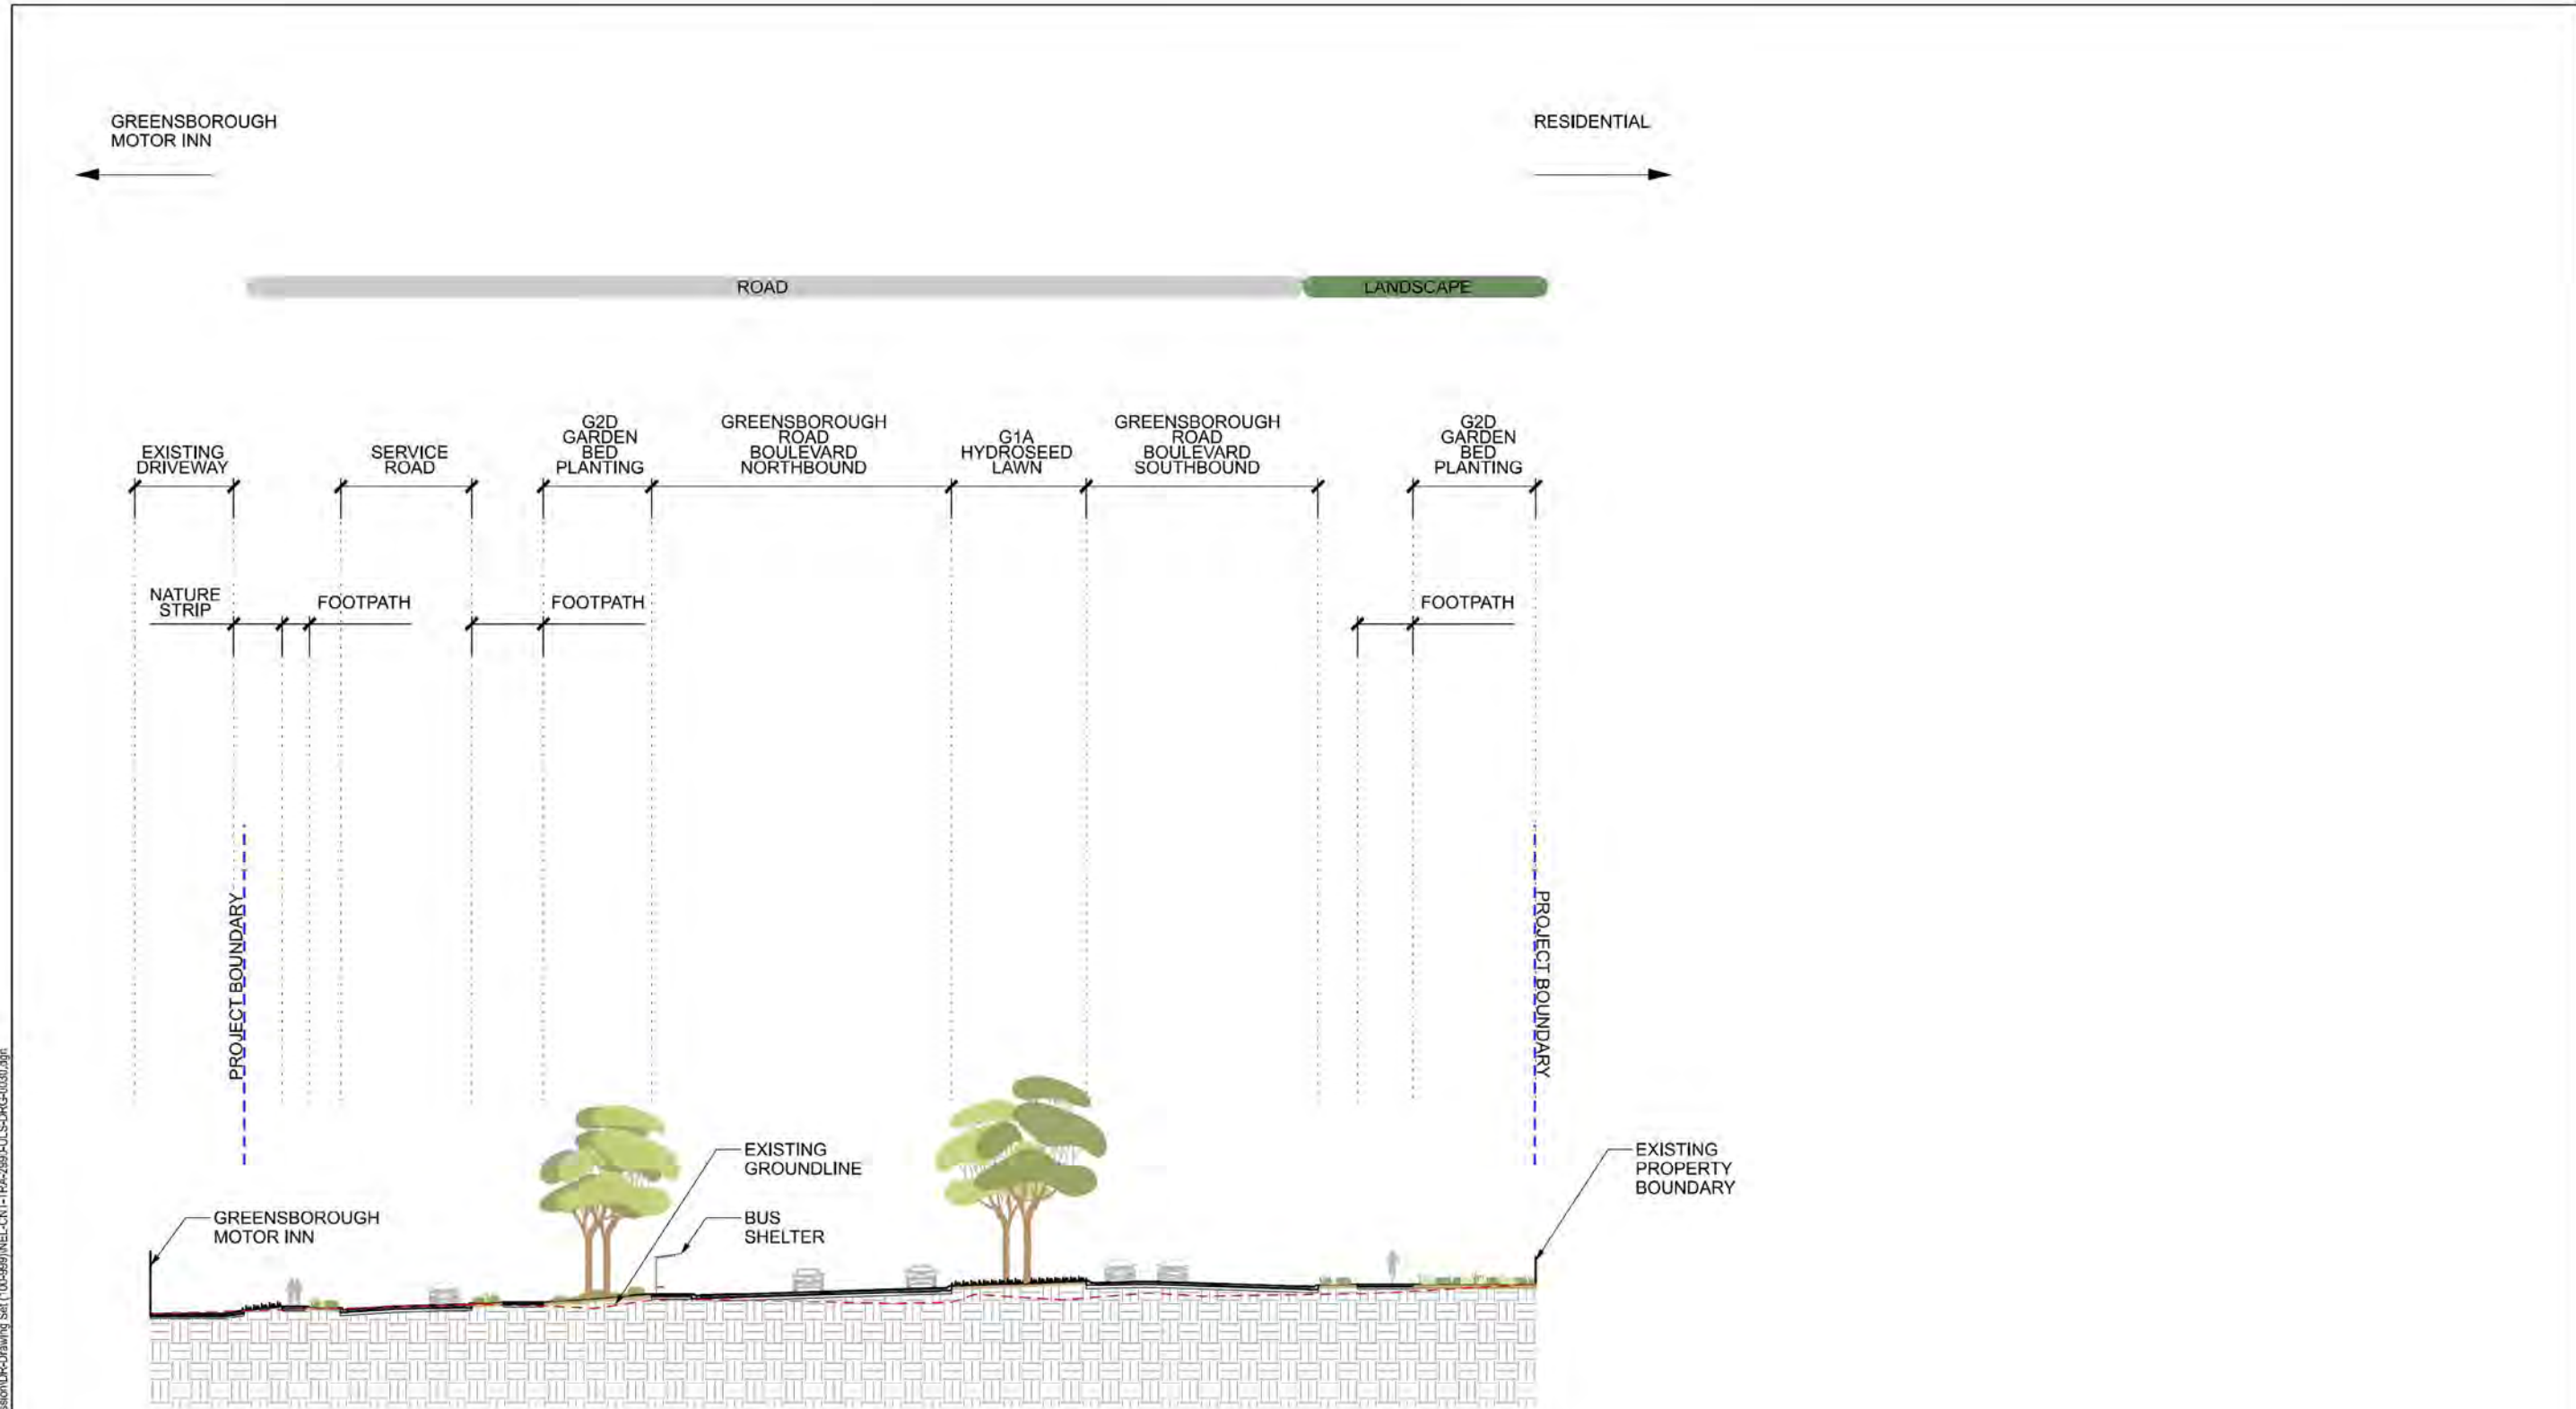 GREENSBOROUGH
MOTOR INN
RESIDENTIAL
ROAD
LANDSCAPE
EXISTING
DRIVEWAY
SERVICE
ROAD
G2D
GARDEN
BED
PLANTING
GREENSBOROUGH
ROAD
BOULEVARD
NORTHBOUND
G1A
HYDROSEED
LAWN
GREENSBOROUGH
ROAD
BOULEVARD
SOUTHBOUND
G2D
GARDEN
BED
PLANTING
NATURE
STRIP
FOOTPATH
FOOTPATH
FOOTPATH
PROJECT BOUNDARY
PROJECT BOUNDARY
EXISTING
GROUNDLINE
BUS
SHELTER
EXISTING
PROPERTY
BOUNDARY
GREENSBOROUGH
MOTOR INN